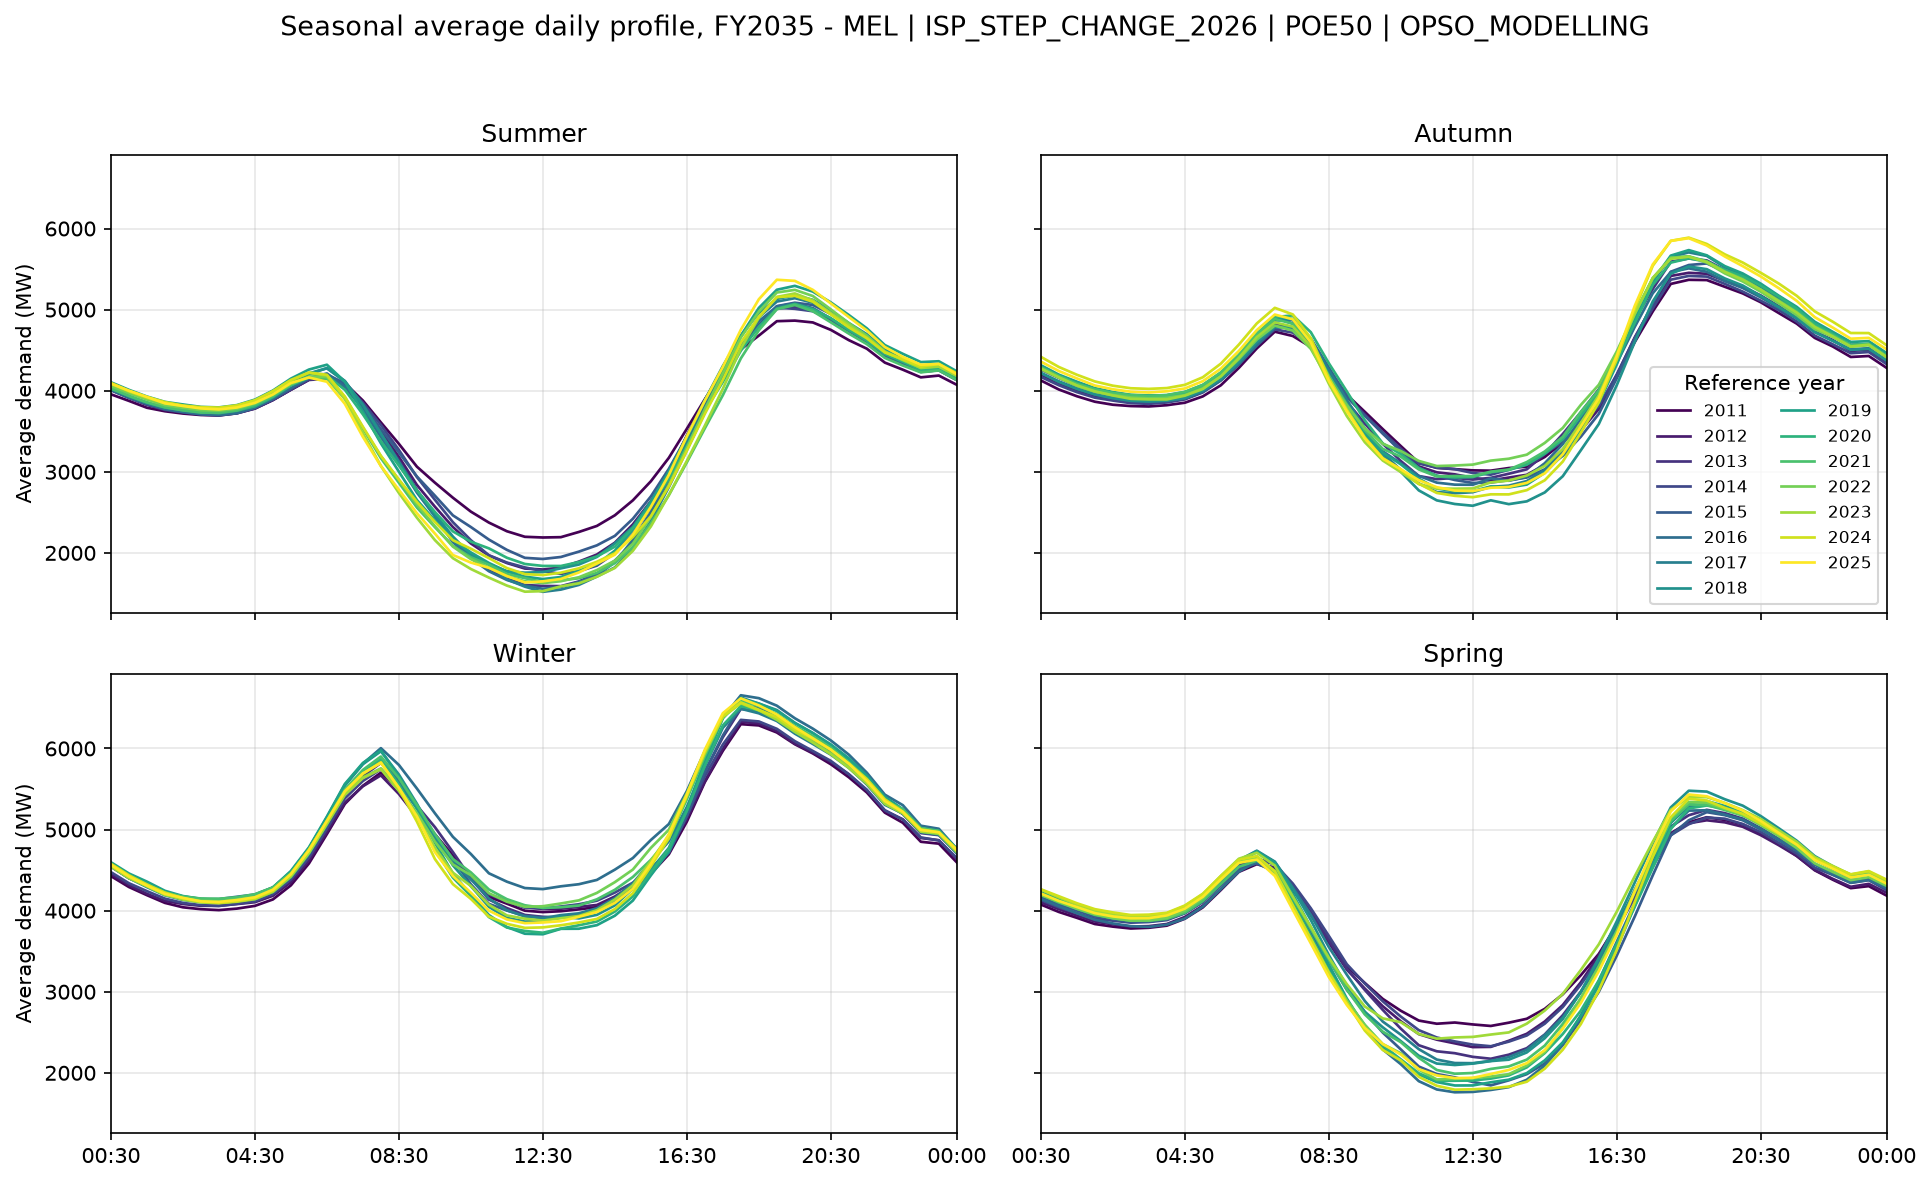 Seasonal average daily profile, FY2035 - MEL | ISP_STEP_CHANGE_2026 | POE50 | OPSO_MODELLING
Summer
Autumn
Average demand (MW)
6000
5000
4000
3000
2000
Reference year
2011
2012
2013
2014
2015
2016
2017
2018
2019
2020
2021
2022
2023
2024
2025
Winter
Spring
Average demand (MW)
6000
5000
4000
3000
2000
00:30 04:30 08:30 12:30 16:30 20:30 00:00
00:30 04:30 08:30 12:30 16:30 20:30 00:00